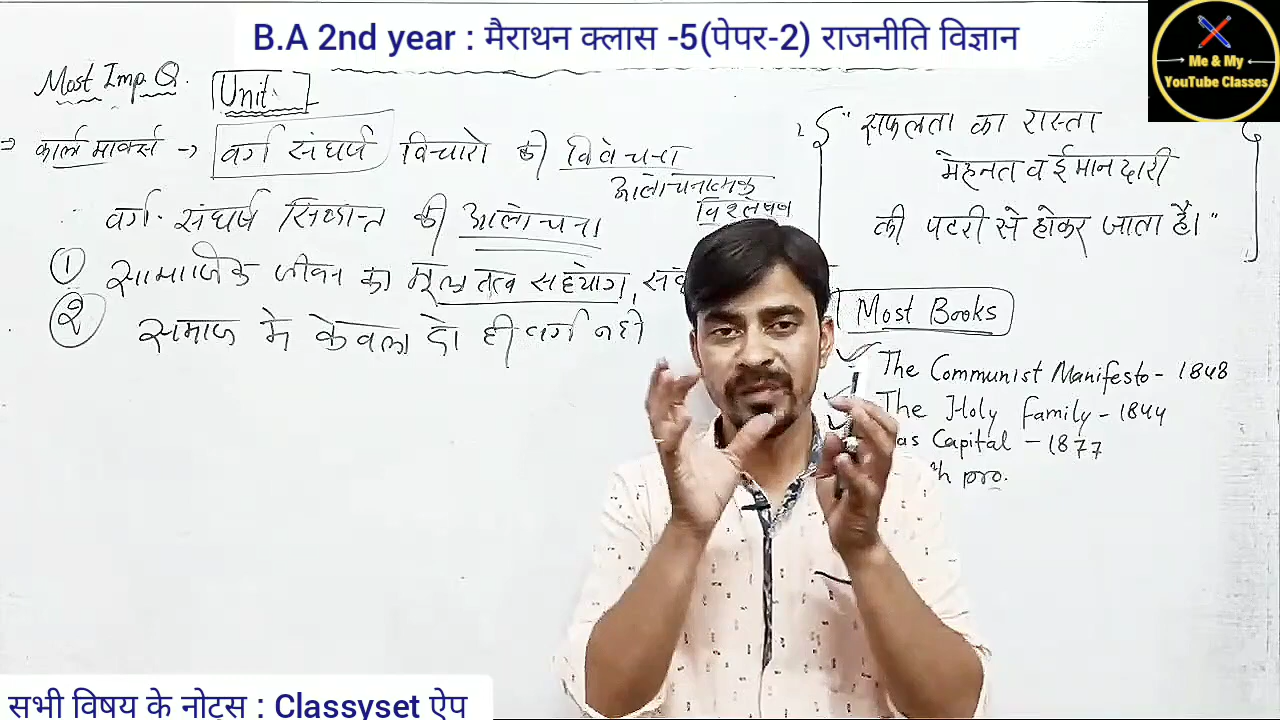 B.A 2nd year : मैराथन क्लास -5(पेपर-2) राजनीति विज्ञान
Me & My
YouTube Classes
Most Imp. Q.
Unit
⇒ कार्ल मार्क्स → वर्ग संघर्ष विचारो की विवेचना
आलोचनात्मक
विश्लेषण
वर्ग संघर्ष सिद्धान्त की आलोचना
① सामाजिक जीवन का मूल तत्व सहयोग,
② समाज मे केवल दो ही वर्ग नही
"सफलता का रास्ता
मेहनत व ईमानदारी
की पटरी से होकर जाता है।"
Most Books
The Communist Manifesto - 1848
The Holy family - 1844
as Capital - 1877
pro.
सभी विषय के नोट्स : Classyset ऐप